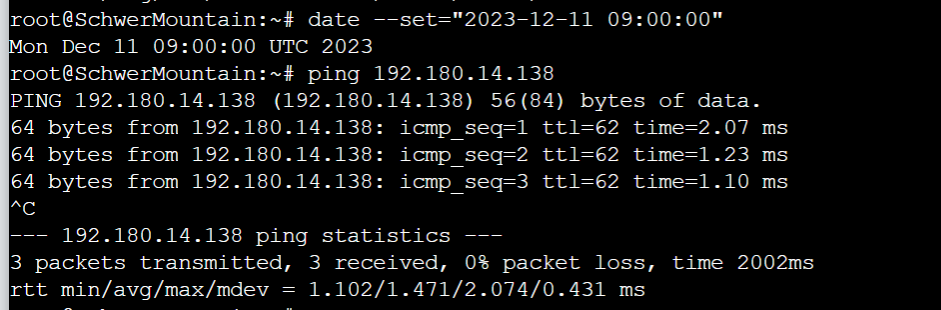 root@SchwerMountain:~# date --set="2023-12-11 09:00:00"
Mon Dec 11 09:00:00 UTC 2023
root@SchwerMountain:~# ping 192.180.14.138
PING 192.180.14.138 (192.180.14.138) 56(84) bytes of data.
64 bytes from 192.180.14.138: icmp_seq=1 ttl=62 time=2.07 ms
64 bytes from 192.180.14.138: icmp_seq=2 ttl=62 time=1.23 ms
64 bytes from 192.180.14.138: icmp_seq=3 ttl=62 time=1.10 ms
^C
--- 192.180.14.138 ping statistics ---
3 packets transmitted, 3 received, 0% packet loss, time 2002ms
rtt min/avg/max/mdev = 1.102/1.471/2.074/0.431 ms